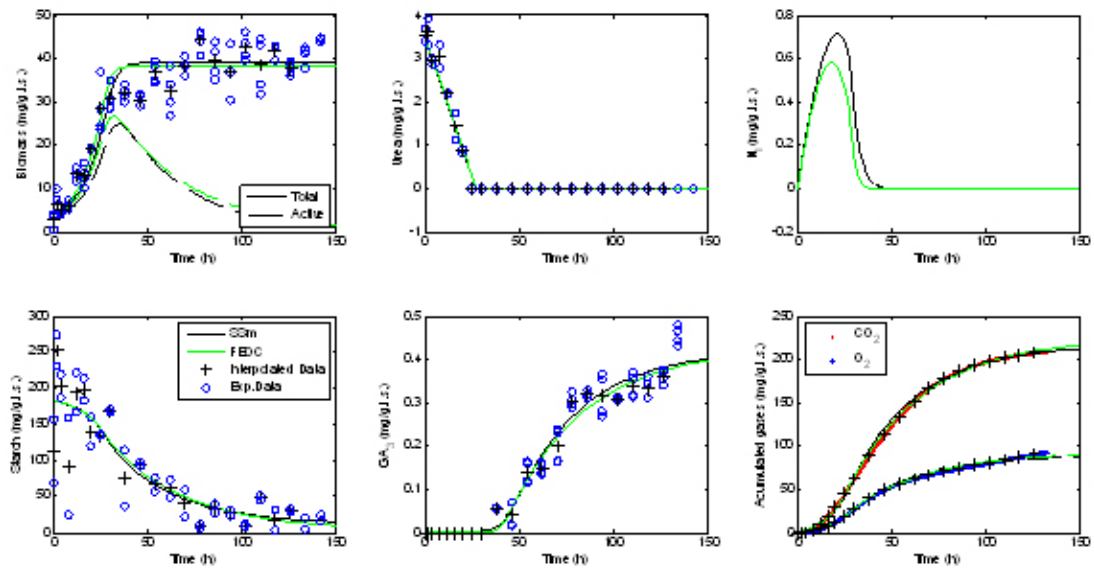 50
40
30
20
10
0
Biomass (mg/g.i.s.)
Total
Active
0 50 100 150
Time (h)
4
3
2
1
0
-1
Urea (mg/g.i.s.)
0 50 100 150
Time (h)
0.8
0.6
0.4
0.2
0
-0.2
(mg/g.i.s.)
0 50 100 150
Time (h)
300
250
200
150
100
50
0
Starch (mg/g.i.s.)
SSm
Interpolated Data
Exp.Data
0 50 100 150
Time (h)
0.5
0.4
0.3
0.2
0.1
0
GA3 (mg/g.i.s.)
0 50 100 150
Time (h)
250
200
150
100
50
0
Acumulated gases (mg/g.i.s.)
CO2
O2
0 50 100 150
Time (h)